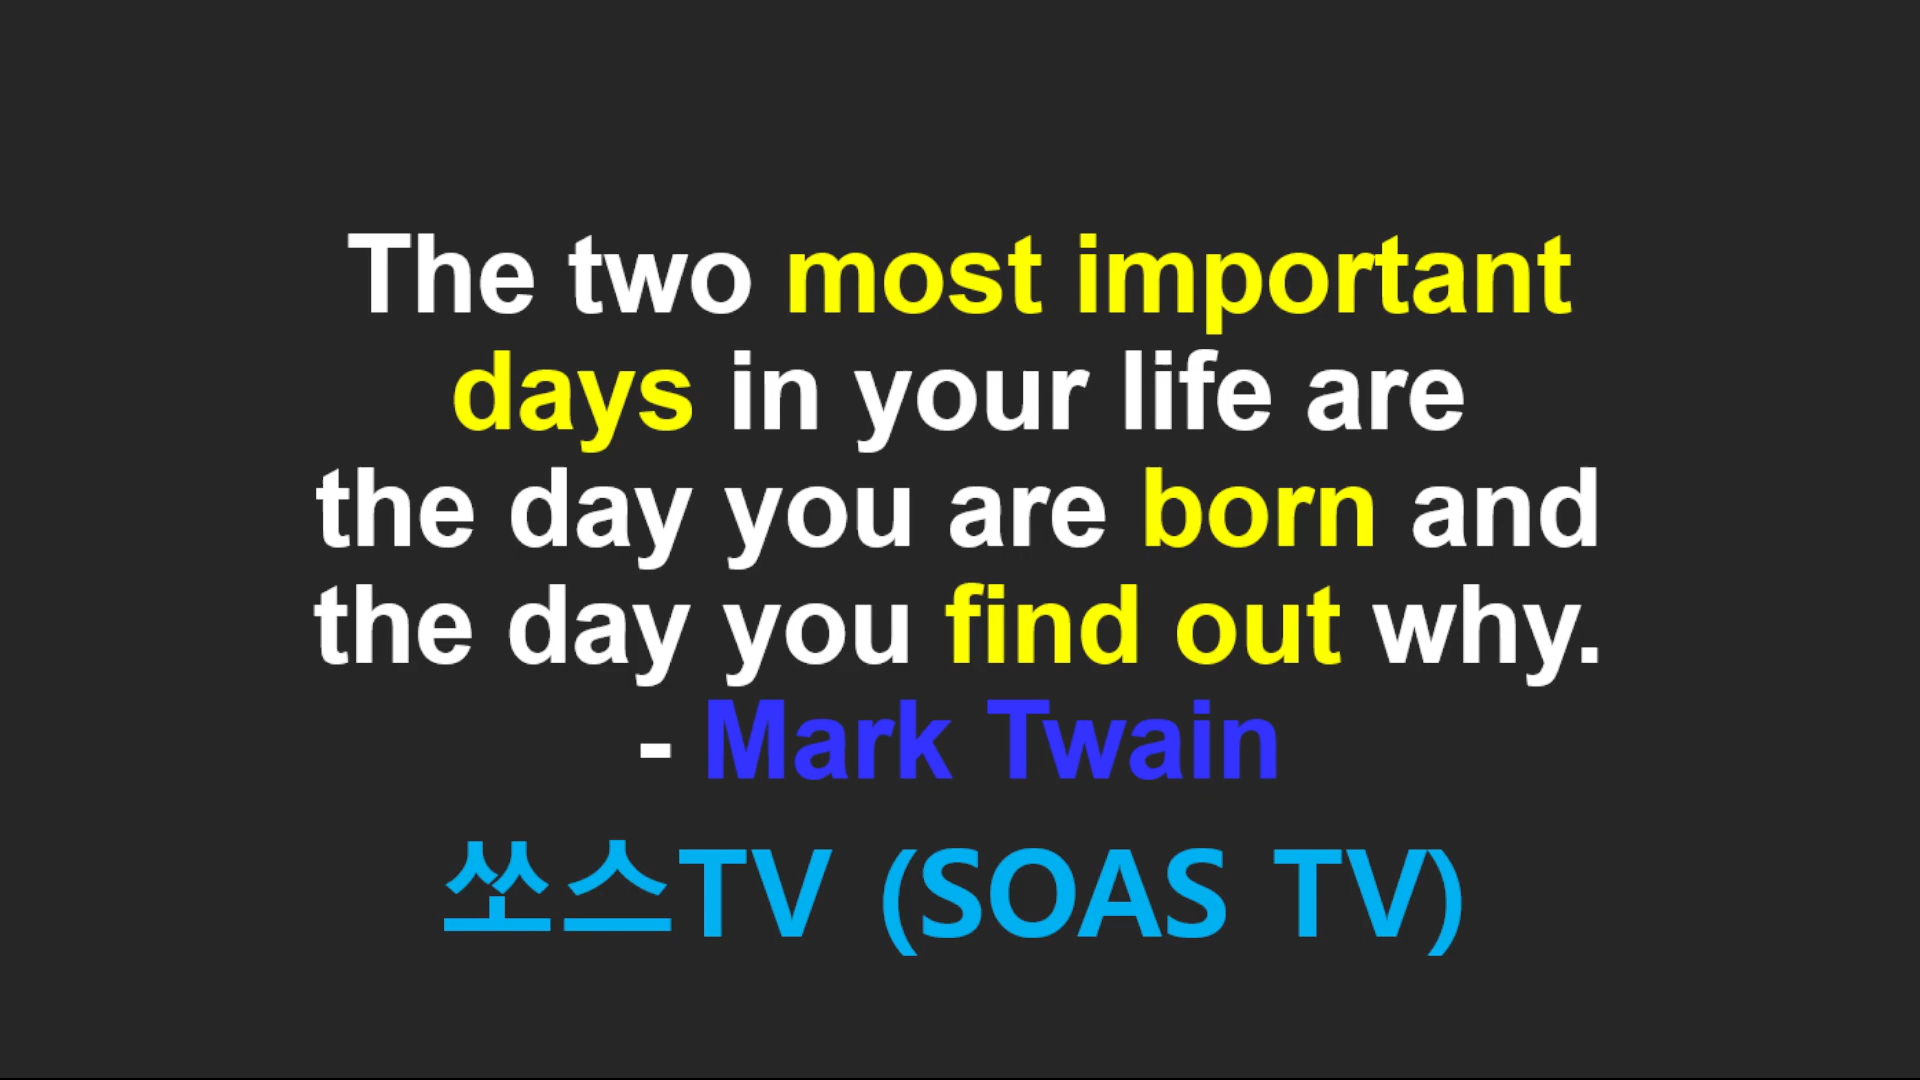 The two most important
days in your life are
the day you are born and
the day you find out why.
- Mark Twain
쏘스TV (SOAS TV)